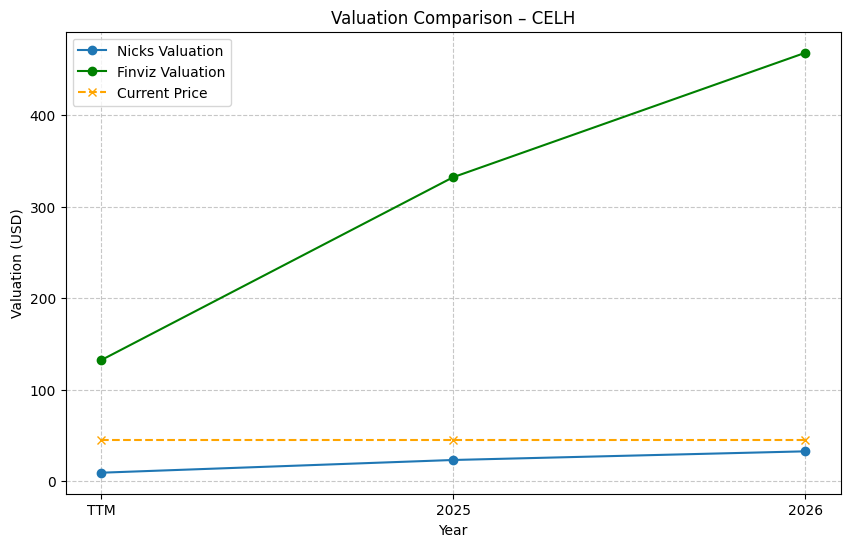 Valuation Comparison – CELH
Nicks Valuation
Finviz Valuation
Current Price
Valuation (USD)
400
300
200
100
0
TTM
2025
2026
Year